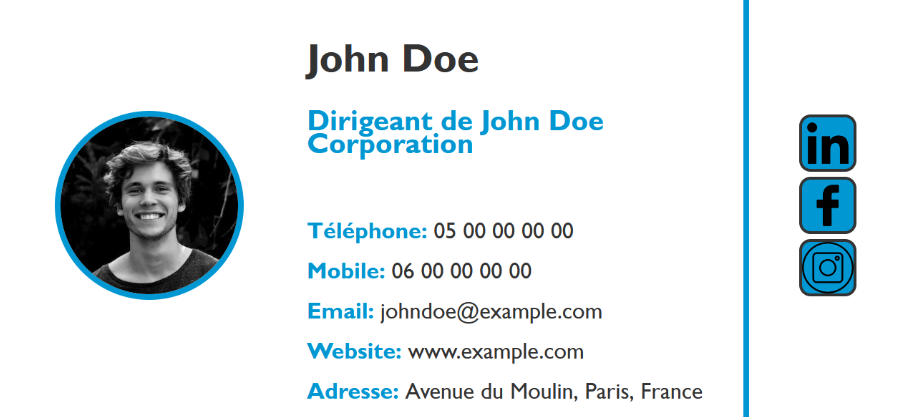 John Doe
Dirigeant de John Doe
Corporation
Téléphone: 05 00 00 00 00
Mobile: 06 00 00 00 00
Email: johndoe@example.com
Website: www.example.com
Adresse: Avenue du Moulin, Paris, France
in
f